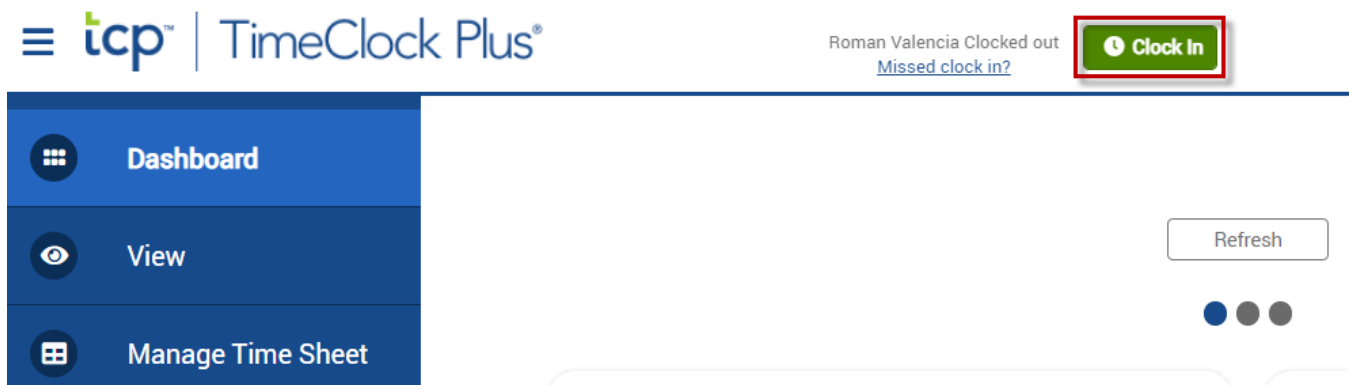 tcp™ | TimeClock Plus®
Roman Valencia Clocked out
Missed clock in?
Clock In
Dashboard
View
Manage Time Sheet
Refresh